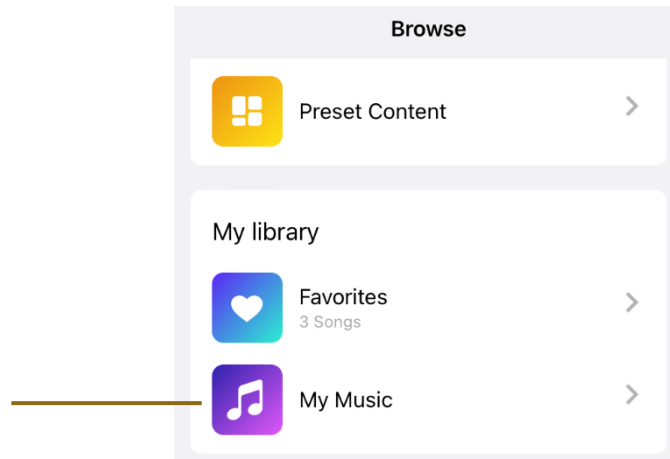 Browse
Preset Content
My library
Favorites
3 Songs
My Music